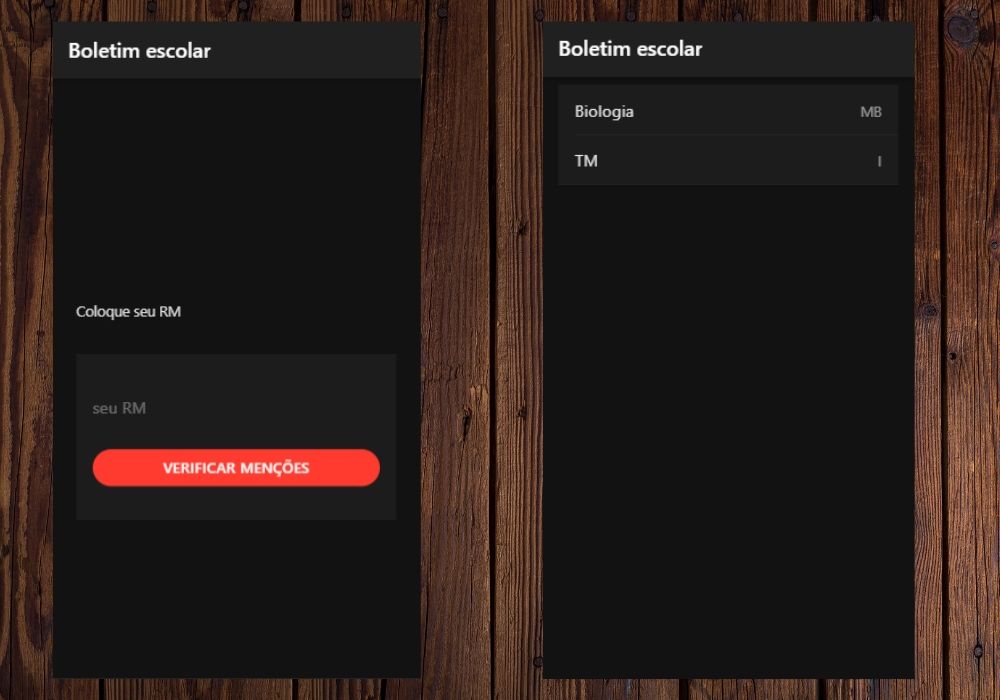 Boletim escolar
Coloque seu RM
seu RM
VERIFICAR MENÇÕES
Boletim escolar
Biologia MB
TM I